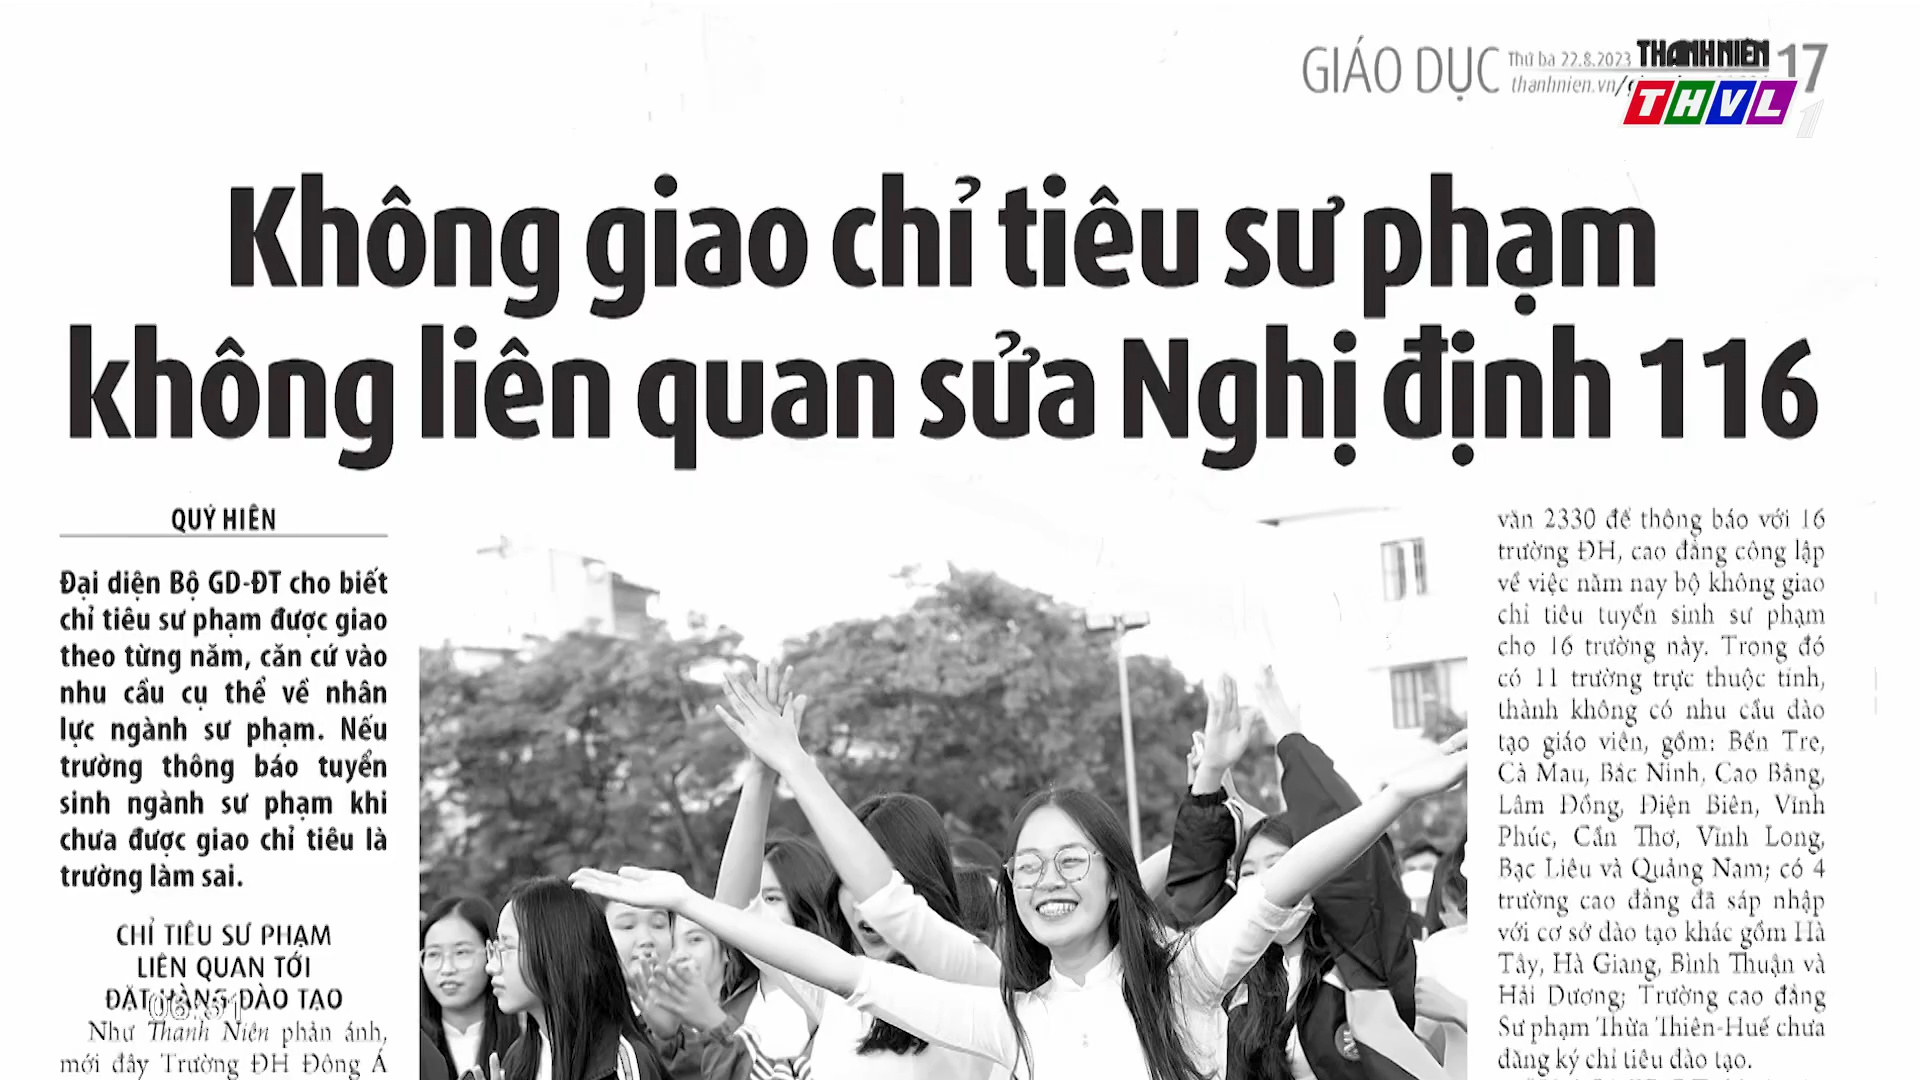 GIÁO DỤC Thứ ba 22.8.2023 THANH NIÊN 17
thanhnien.vn/
THVL 1
Không giao chỉ tiêu sư phạm
không liên quan sửa Nghị định 116
QUÝ HIÊN
Đại diện Bộ GD-ĐT cho biết
chỉ tiêu sư phạm được giao
theo từng năm, căn cứ vào
nhu cầu cụ thể về nhân
lực ngành sư phạm. Nếu
trường thông báo tuyển
sinh ngành sư phạm khi
chưa được giao chỉ tiêu là
trường làm sai.
CHỈ TIÊU SƯ PHẠM
LIÊN QUAN TỚI
ĐẶT HÀNG ĐÀO TẠO
06:51
Như Thanh Niên phản ánh,
mới đây Trường ĐH Đông Á
văn 2330 để thông báo với 16
trường ĐH, cao đẳng công lập
về việc năm nay bộ không giao
chỉ tiêu tuyển sinh sư phạm
cho 16 trường này. Trong đó
có 11 trường trực thuộc tỉnh,
thành không có nhu cầu đào
tạo giáo viên, gồm: Bến Tre,
Cà Mau, Bắc Ninh, Cao Bằng,
Lâm Đồng, Điện Biên, Vĩnh
Phúc, Cần Thơ, Vĩnh Long,
Bạc Liêu và Quảng Nam; có 4
trường cao đẳng đã sáp nhập
với cơ sở đào tạo khác gồm Hà
Tây, Hà Giang, Bình Thuận và
Hải Dương; Trường cao đẳng
Sư phạm Thừa Thiên-Huế chưa
đăng ký chỉ tiêu đào tạo.